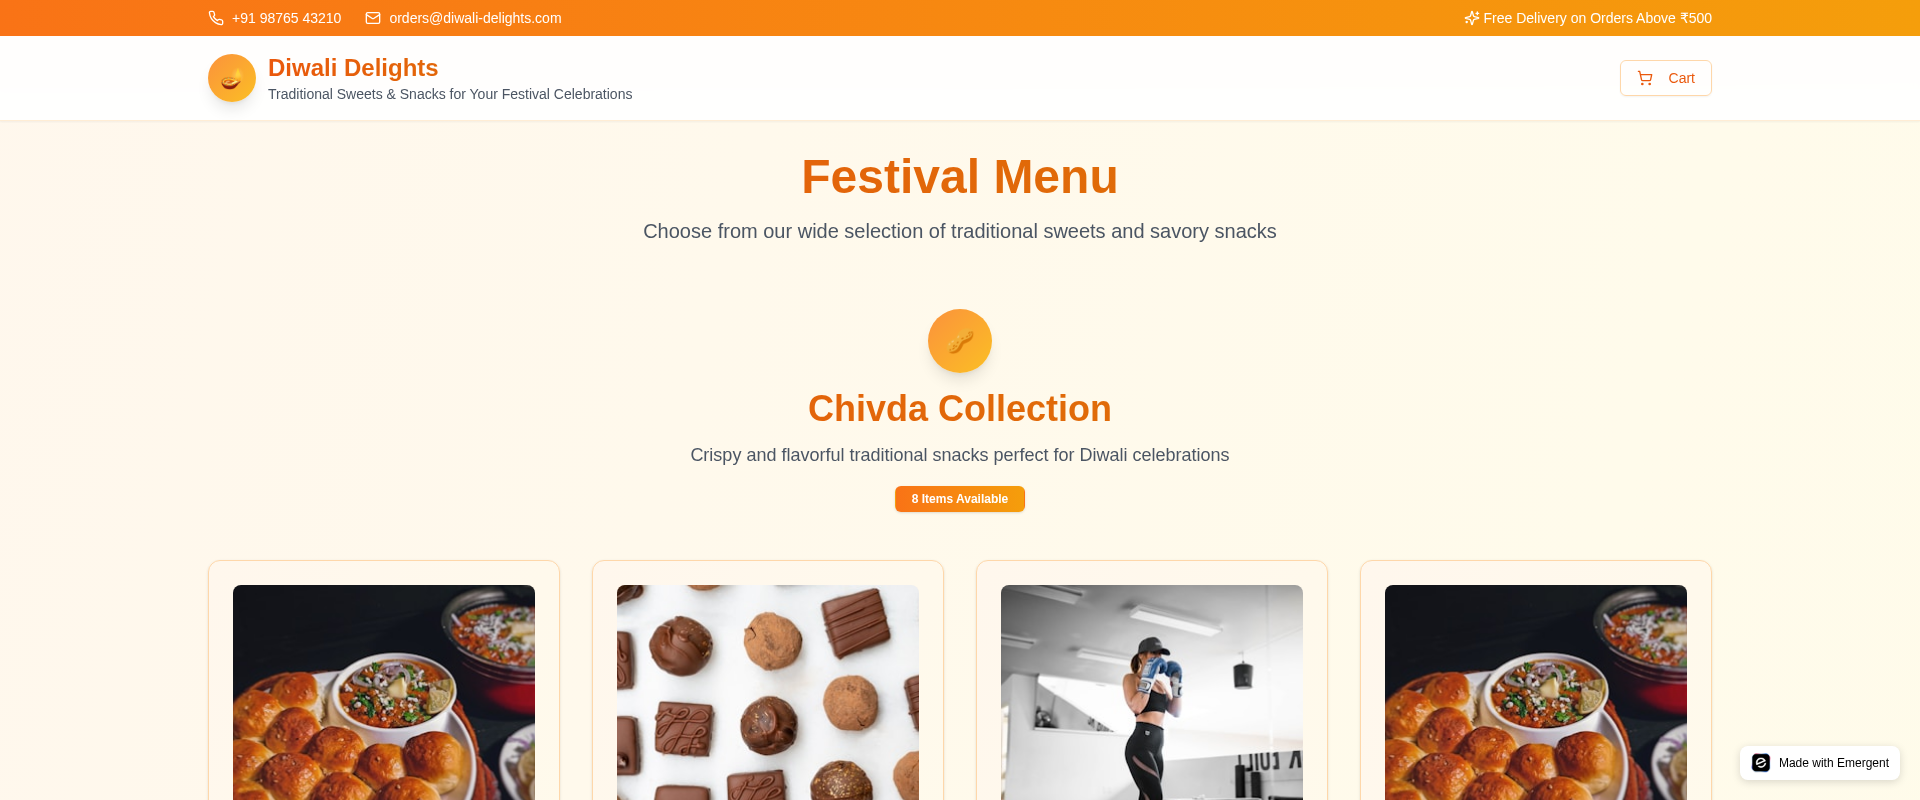 +91 98765 43210
orders@diwali-delights.com
Free Delivery on Orders Above ₹500
Diwali Delights
Traditional Sweets & Snacks for Your Festival Celebrations
Cart
Festival Menu
Choose from our wide selection of traditional sweets and savory snacks
Chivda Collection
Crispy and flavorful traditional snacks perfect for Diwali celebrations
8 Items Available
Made with Emergent